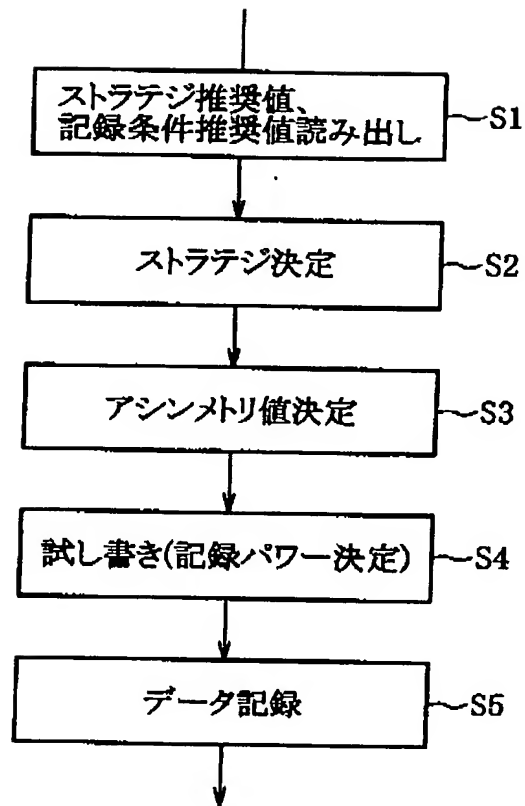 ストラテジ推奨値、
記録条件推奨値読み出し
S1
ストラテジ決定
S2
アシンメトリ値決定
S3
試し書き(記録パワー決定)
S4
データ記録
S5